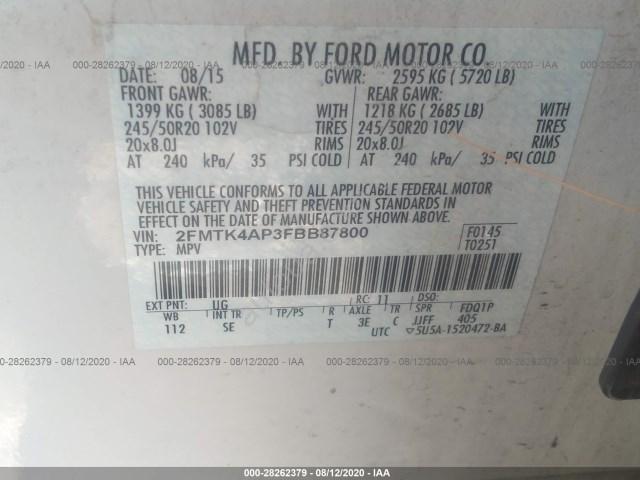 MFD. BY FORD MOTOR CO
DATE: 08/15 GVWR: 2595 KG ( 5720 LB)
FRONT GAWR: REAR GAWR:
1399 KG ( 3085 LB) WITH 1218 KG ( 2685 LB) WITH
245/50R20 102V TIRES 245/50R20 102V TIRES
20x8.0J RIMS 20x8.0J RIMS
AT 240 kPa/ 35 PSI COLD AT 240 kPa/ 35 PSI COLD
THIS VEHICLE CONFORMS TO ALL APPLICABLE FEDERAL MOTOR
VEHICLE SAFETY AND THEFT PREVENTION STANDARDS IN
EFFECT ON THE DATE OF MANUFACTURE SHOWN ABOVE.
VIN: 2FMTK4AP3FBB87800 F0145
TYPE: MPV T0251
EXT PNT: UG RC: 11 DSO:
WB INT TR TP/PS R AXLE TR SPR FDQ1P
112 SE T 3E C JJFF 405
UTC ▽5U5A-1520472-BA
000-28262379 - 08/12/2020 - IAA
000-28262379 - 08/12/2020 - IAA
000-28262379 - 08/12/2020 - IAA